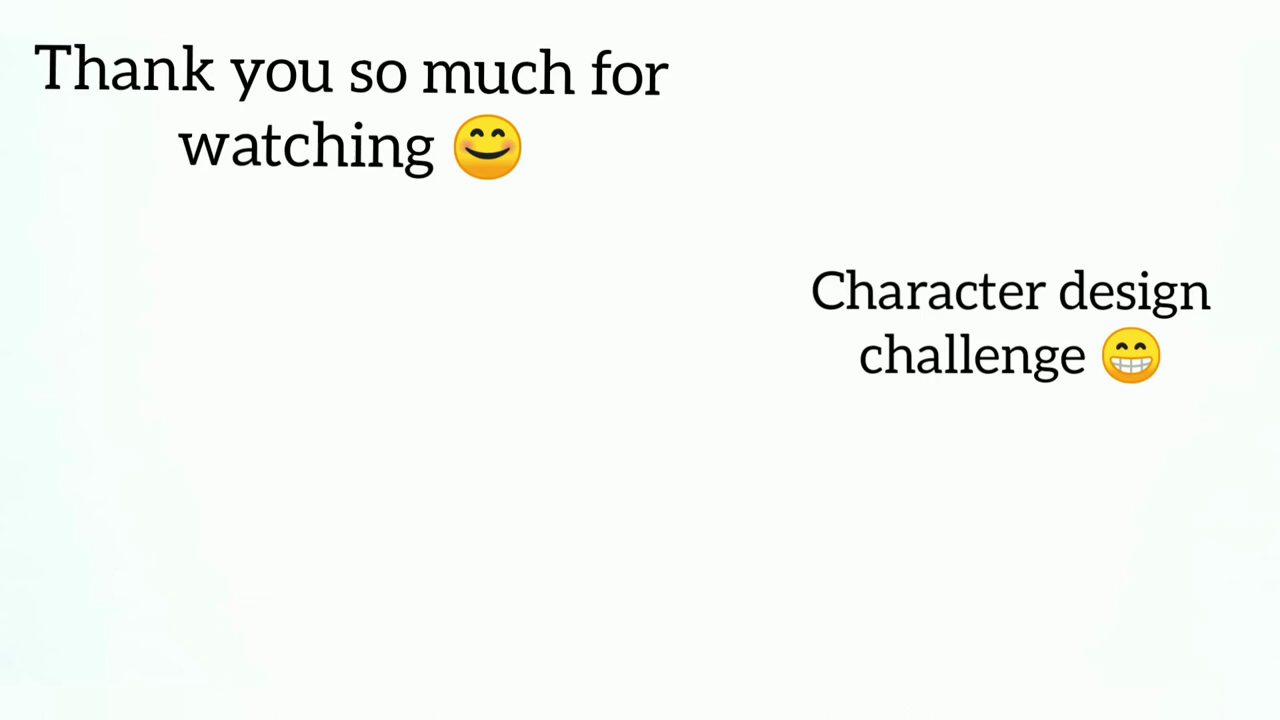 Thank you so much for
watching 😊
Character design
challenge 😁